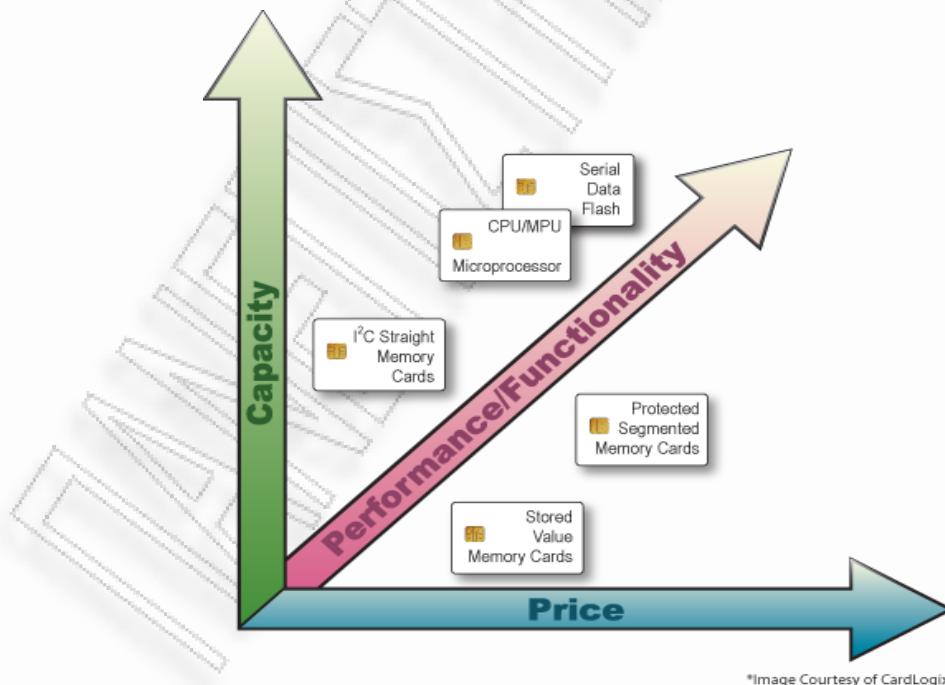 Serial
Data
Flash
CPU/MPU
Microprocessor
I²C Straight
Memory
Cards
Capacity
Performance/Functionality
Protected
Segmented
Memory Cards
Stored
Value
Memory Cards
Price
*Image Courtesy of CardLogix